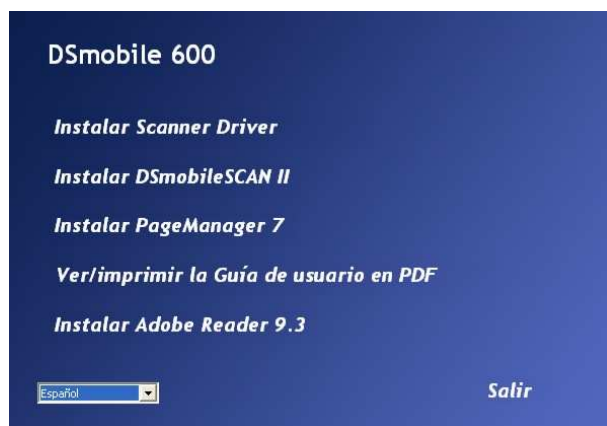 DSmobile 600
Instalar Scanner Driver
Instalar DSmobileSCAN II
Instalar PageManager 7
Ver/imprimir la Guía de usuario en PDF
Instalar Adobe Reader 9.3
Español
Salir